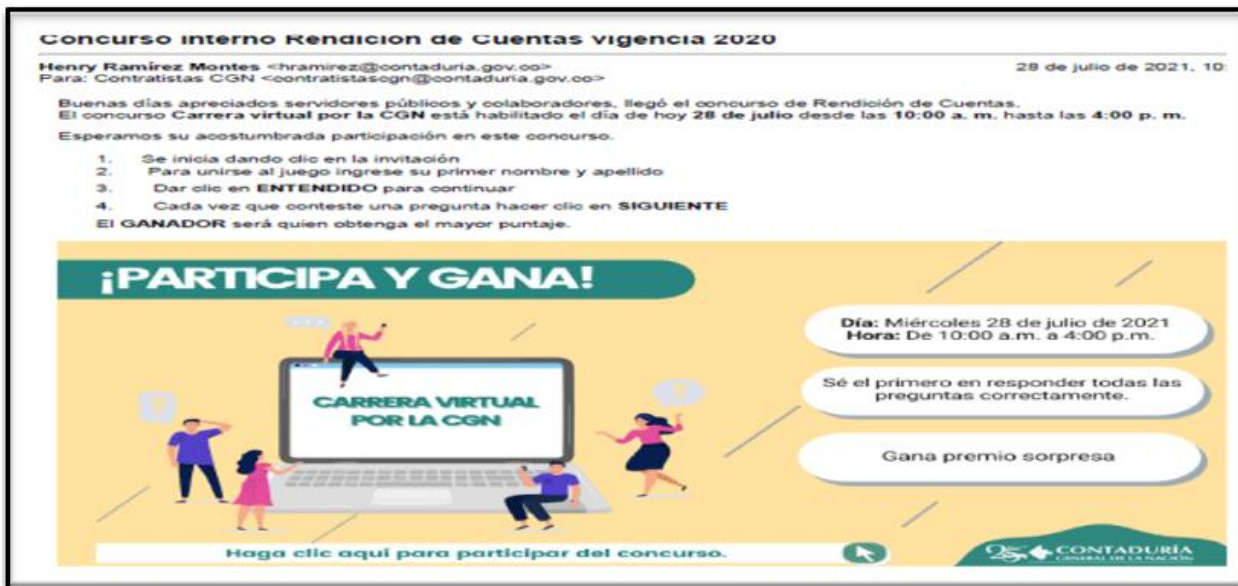 Concurso Interno Rendición de Cuentas vigencia 2020
Henry Ramírez Montes <hramirez@contaduria.gov.co>
28 de julio de 2021, 10:
Para: Contratistas CGN <contratistascgn@contaduria.gov.co>
Buenas días apreciados servidores públicos y colaboradores, llegó el concurso de Rendición de Cuentas.
El concurso Carrera virtual por la CGN está habilitado el día de hoy 28 de julio desde las 10:00 a. m. hasta las 4:00 p. m.
Esperamos su acostumbrada participación en este concurso.
1. Se inicia dando clic en la invitación
2. Para unirse al juego ingrese su primer nombre y apellido
3. Dar clic en ENTENDIDO para continuar
4. Cada vez que conteste una pregunta hacer clic en SIGUIENTE
El GANADOR será quien obtenga el mayor puntaje.
¡PARTICIPA Y GANA!
CARRERA VIRTUAL
POR LA CGN
Día: Miércoles 28 de julio de 2021
Hora: De 10:00 a.m. a 4:00 p.m.
Sé el primero en responder todas las
preguntas correctamente.
Gana premio sorpresa
Haga clic aquí para participar del concurso.
25 CONTADURÍA
GENERAL DE LA NACIÓN